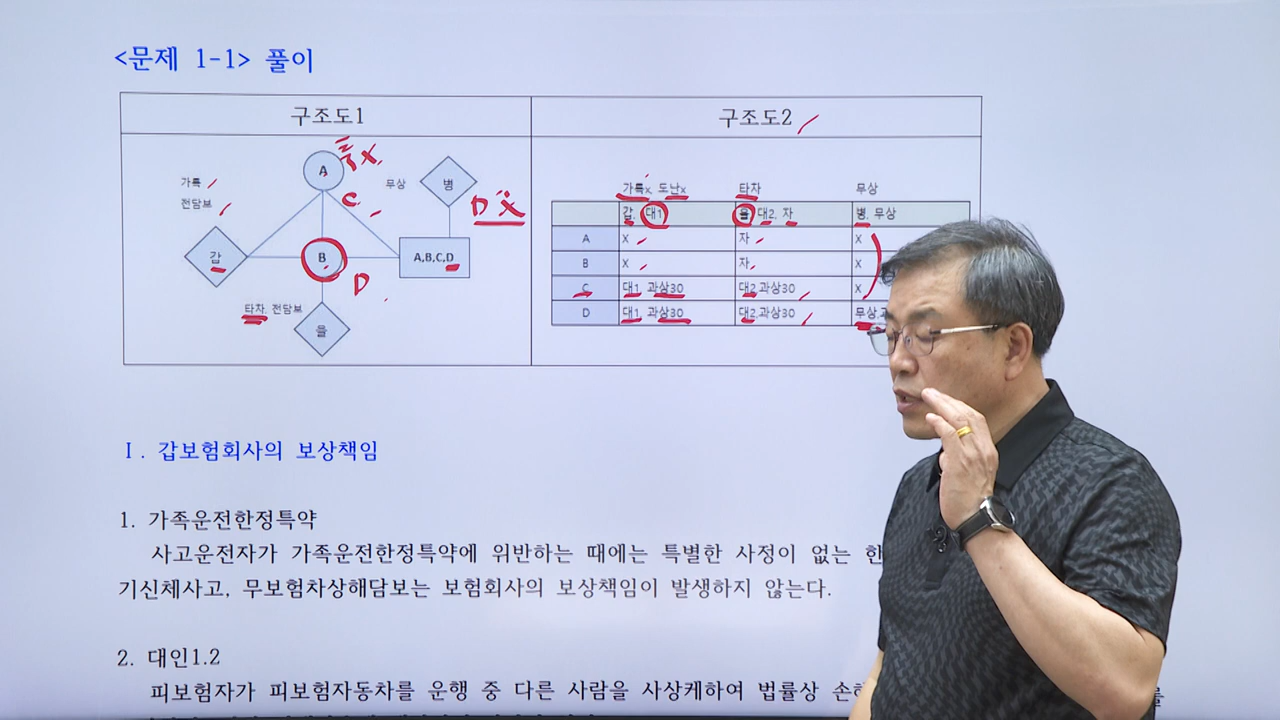 <문제 1-1> 풀이
구조도1
구조도2
A
특X
가특
전담보
무상
병
C
D X
갑
B
A,B,C,D
D
타차, 전담보
을
가특x, 도난x
타자
무상
갑, 대1
을 대2, 자
병, 무상
A
X
자
X
B
X
자
X
C
대1, 과상30
대2.과상30
X
D
대1, 과상30
대2.과상30
무상,
Ⅰ. 갑보험회사의 보상책임
1. 가족운전한정특약
사고운전자가 가족운전한정특약에 위반하는 때에는 특별한 사정이 없는 한
기신체사고, 무보험차상해담보는 보험회사의 보상책임이 발생하지 않는다.
2. 대인1.2
피보험자가 피보험자동차를 운행 중 다른 사람을 사상케하여 법률상 손